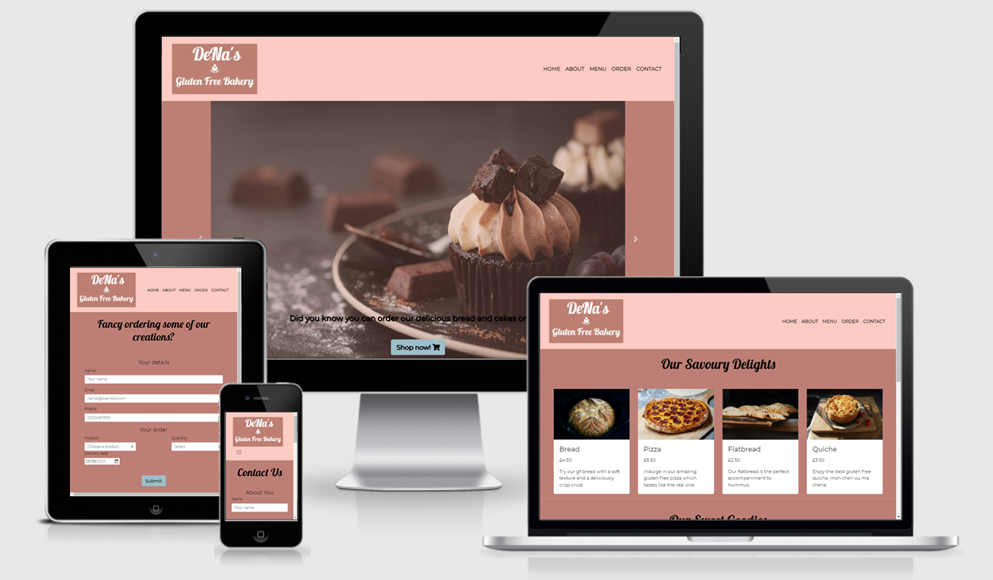 DeNa's
Gluten Free Bakery
HOME ABOUT MENU ORDER CONTACT
Did you know you can order our delicious bread and cakes on
Shop now!
DeNa's
Gluten Free Bakery
HOME ABOUT MENU ORDER CONTACT
Fancy ordering some of our
creations?
Your details
Name
Your name
Email
name@example.com
Mobile
Your order
Product
Quantity
Choose a product
Select
Delivery date
Submit
DeNa's
Gluten Free Bakery
Contact Us
About You
Name
Your name
DeNa's
Gluten Free Bakery
HOME ABOUT MENU ORDER CONTACT
Our Savoury Delights
Bread
£4.50
Try our gf bread with a soft
texture and a deliciously
crisp crust.
Pizza
£5.50
Indulge in our amazing
gluten free pizza which
tastes like the real one
Flatbread
£2.50
Our flatbread is the perfect
accompaniment to
hummus.
Quiche
£3.50
Enjoy the best gluten free
quiche, mon cheri ou ma
cherie.
Our Sweet Goodies